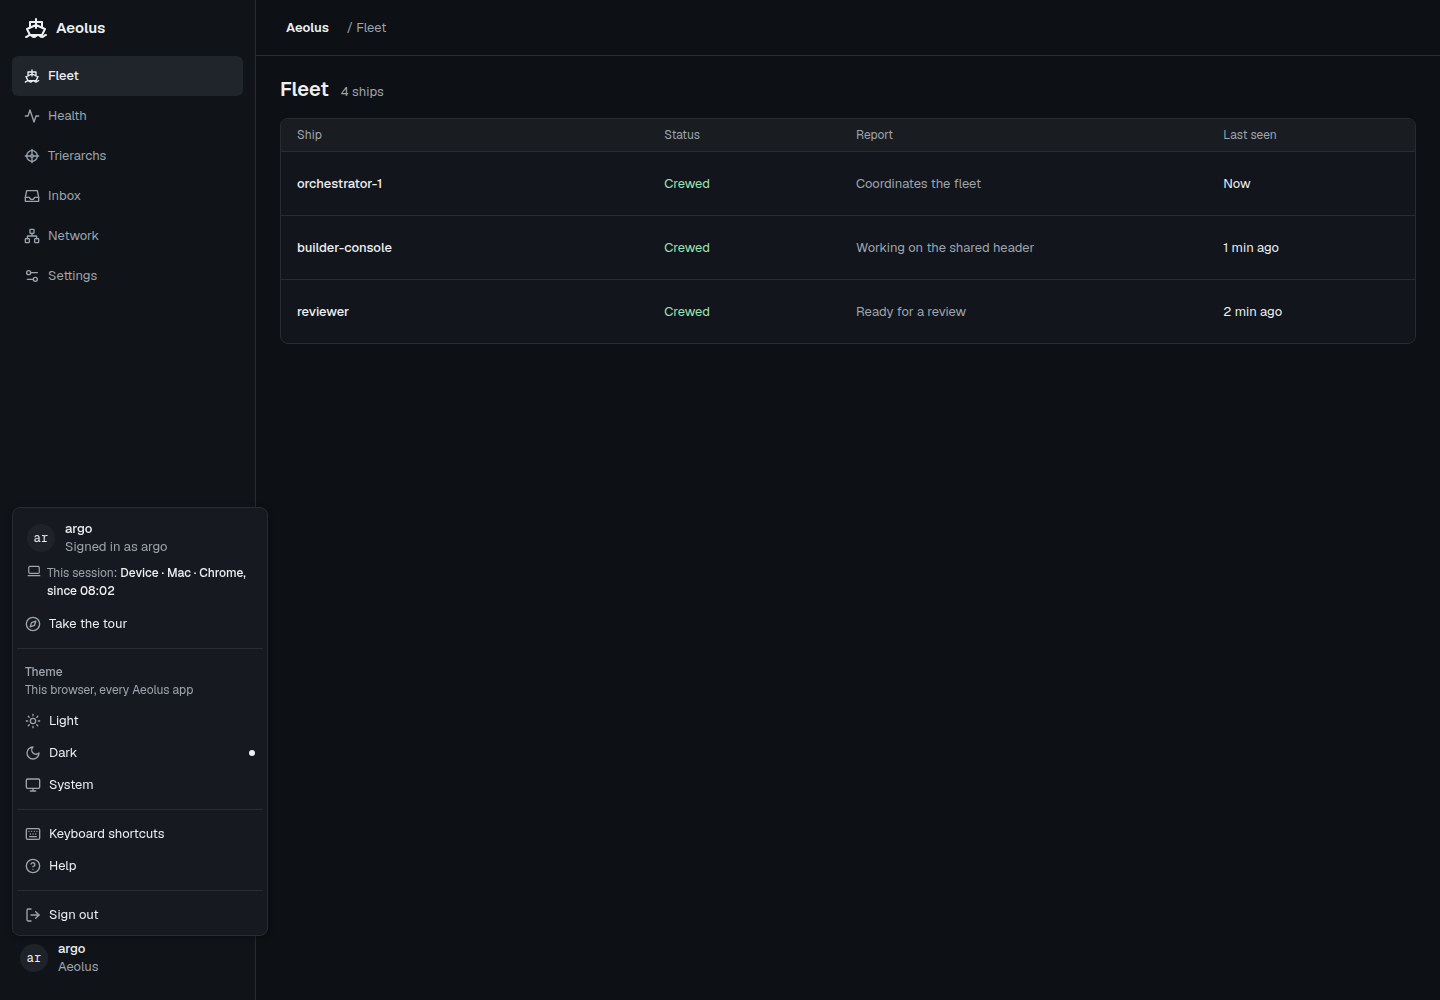 Aeolus
Fleet
Health
Trierarchs
Inbox
Network
Settings
Aeolus / Fleet
Fleet 4 ships
Ship Status Report Last seen
orchestrator-1 Crewed Coordinates the fleet Now
builder-console Crewed Working on the shared header 1 min ago
reviewer Crewed Ready for a review 2 min ago
ar argo
Signed in as argo
This session: Device · Mac · Chrome,
since 08:02
Take the tour
Theme
This browser, every Aeolus app
Light
Dark
System
Keyboard shortcuts
Help
Sign out
ar argo
Aeolus